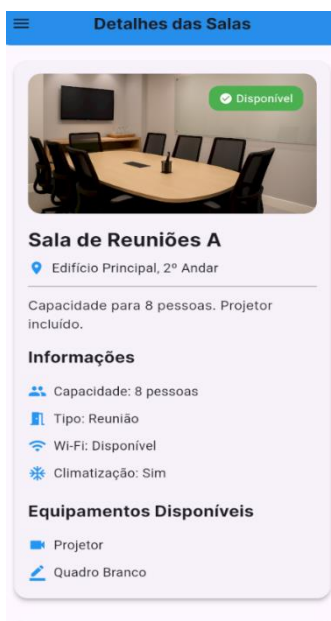 Detalhes das Salas
Disponível
Sala de Reuniões A
Edifício Principal, 2º Andar
Capacidade para 8 pessoas. Projetor
incluído.
Informações
Capacidade: 8 pessoas
Tipo: Reunião
Wi-Fi: Disponível
Climatização: Sim
Equipamentos Disponíveis
Projetor
Quadro Branco